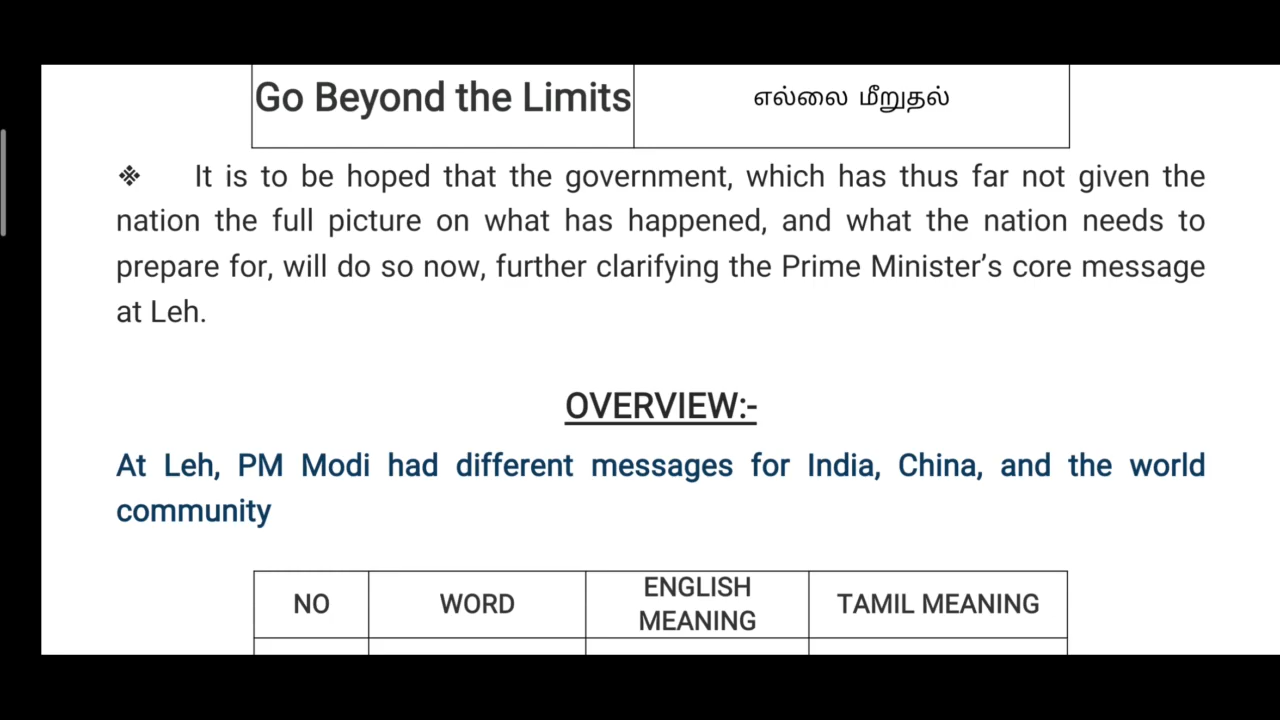 Go Beyond the Limits எல்லை மீறுதல்
❖ It is to be hoped that the government, which has thus far not given the
nation the full picture on what has happened, and what the nation needs to
prepare for, will do so now, further clarifying the Prime Minister’s core message
at Leh.
OVERVIEW:-
At Leh, PM Modi had different messages for India, China, and the world
community
NO WORD ENGLISH MEANING TAMIL MEANING